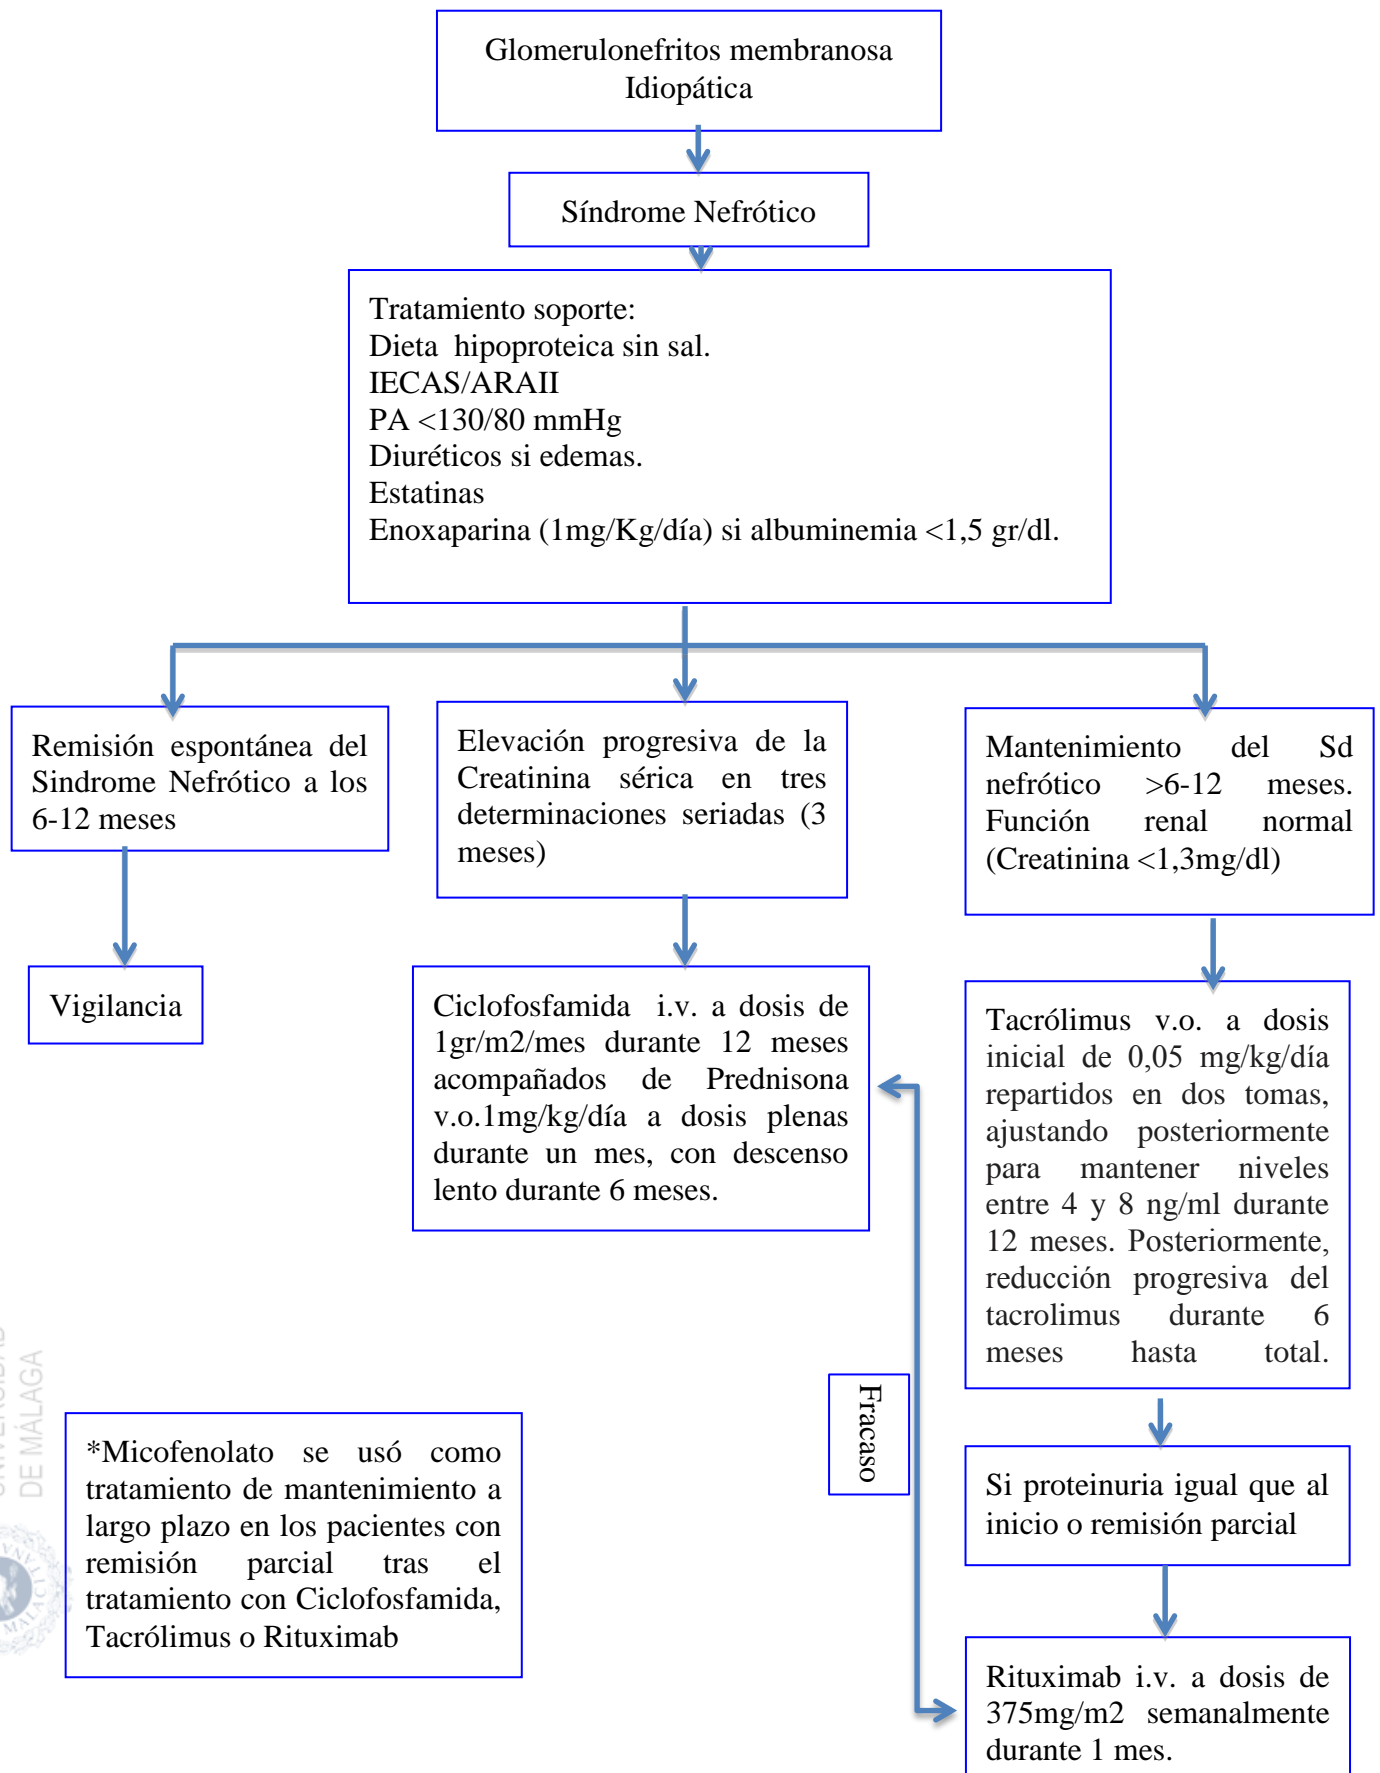 Glomerulonefritos membranosa
Idiopática
Síndrome Nefrótico
Tratamiento soporte:
Dieta hipoproteica sin sal.
IECAS/ARAII
PA <130/80 mmHg
Diuréticos si edemas.
Estatinas
Enoxaparina (1mg/Kg/día) si albuminemia <1,5 gr/dl.
Remisión espontánea del
Sindrome Nefrótico a los
6-12 meses
Elevación progresiva de la
Creatinina sérica en tres
determinaciones seriadas (3
meses)
Mantenimiento del Sd
nefrótico >6-12 meses.
Función renal normal
(Creatinina <1,3mg/dl)
Vigilancia
Ciclofosfamida i.v. a dosis de
1gr/m2/mes durante 12 meses
acompañados de Prednisona
v.o.1mg/kg/día a dosis plenas
durante un mes, con descenso
lento durante 6 meses.
Tacrólimus v.o. a dosis
inicial de 0,05 mg/kg/día
repartidos en dos tomas,
ajustando posteriormente
para mantener niveles
entre 4 y 8 ng/ml durante
12 meses. Posteriormente,
reducción progresiva del
tacrolimus durante 6
meses hasta total.
Fracaso
Si proteinuria igual que al
inicio o remisión parcial
*Micofenolato se usó como
tratamiento de mantenimiento a
largo plazo en los pacientes con
remisión parcial tras el
tratamiento con Ciclofosfamida,
Tacrólimus o Rituximab
Rituximab i.v. a dosis de
375mg/m2 semanalmente
durante 1 mes.
DE MÁLAGA